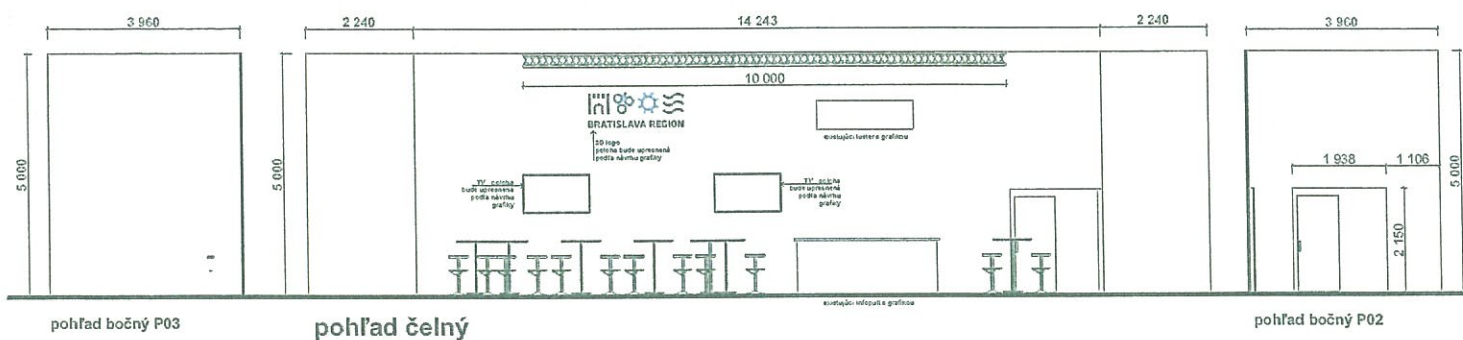 3 960
2 240
14 243
2 240
3 960
10 000
BRATISLAVA REGION
3D logo
poloha bude upresnená
podľa návrhu grafiky
existujúci luster s grafikou
5 000
5 000
TV poloha
bude upresnená
podľa návrhu
grafiky
TV poloha
bude upresnená
podľa návrhu
grafiky
1 938
1 106
2 150
5 000
existujúci infopult s grafikou
pohľad bočný P03
pohľad čelný
pohľad bočný P02